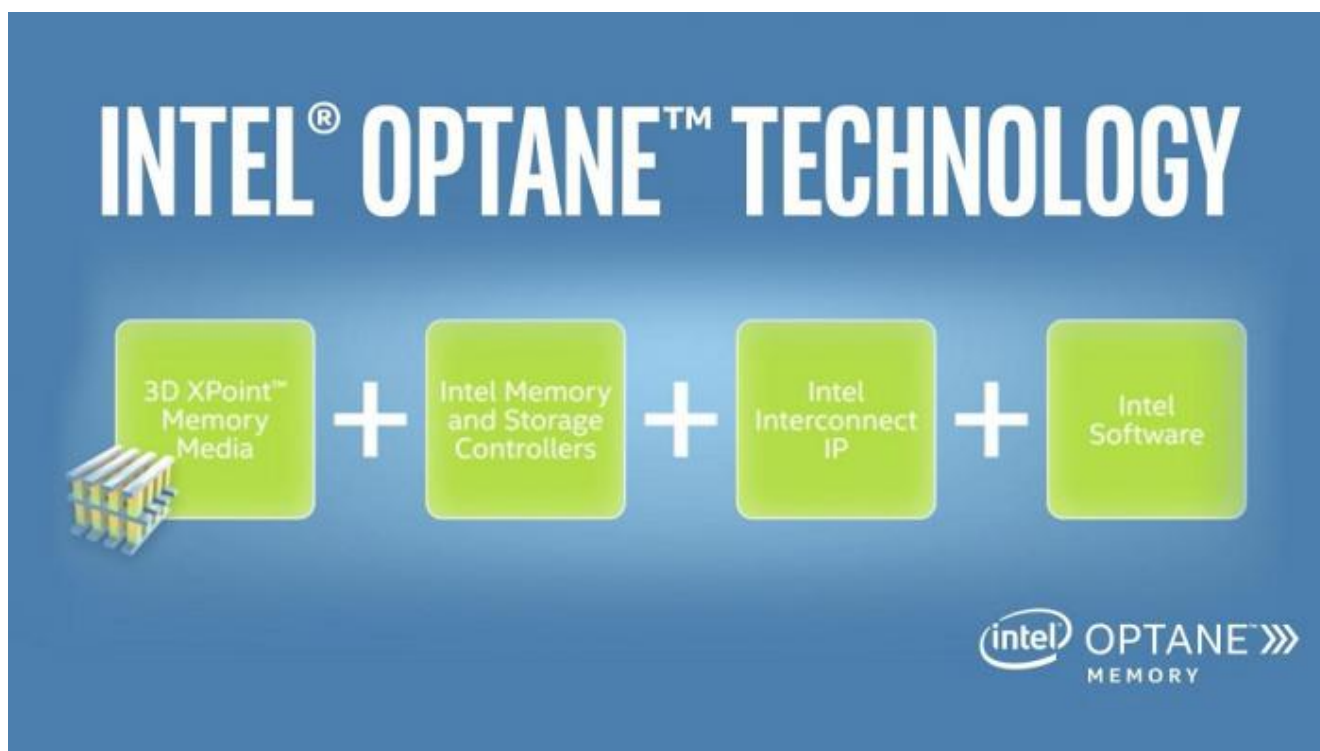 INTEL® OPTANE™ TECHNOLOGY
3D XPoint™
Memory
Media
+
Intel Memory
and Storage
Controllers
+
Intel
Interconnect
IP
+
Intel
Software
intel OPTANE™
MEMORY